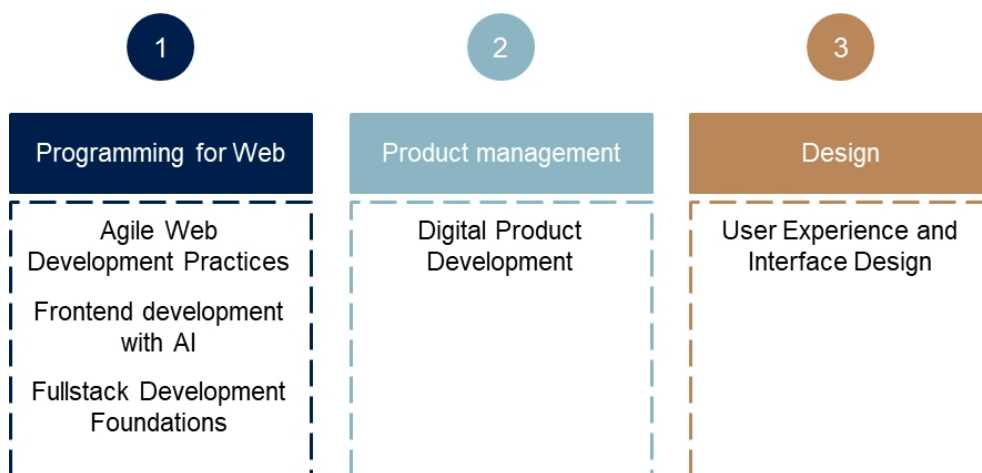 1
2
3
Programming for Web
Product management
Design
Agile Web
Development Practices
Frontend development
with AI
Fullstack Development
Foundations
Digital Product
Development
User Experience and
Interface Design